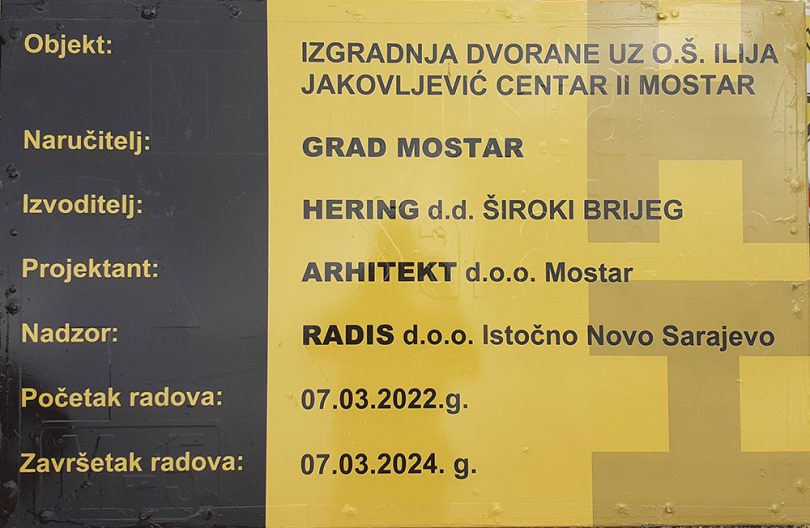 Objekt: IZGRADNJA DVORANE UZ O.Š. ILIJA
JAKOVLJEVIĆ CENTAR II MOSTAR
Naručitelj: GRAD MOSTAR
Izvoditelj: HERING d.d. ŠIROKI BRIJEG
Projektant: ARHITEKT d.o.o. Mostar
Nadzor: RADIS d.o.o. Istočno Novo Sarajevo
Početak radova: 07.03.2022.g.
Završetak radova: 07.03.2024. g.